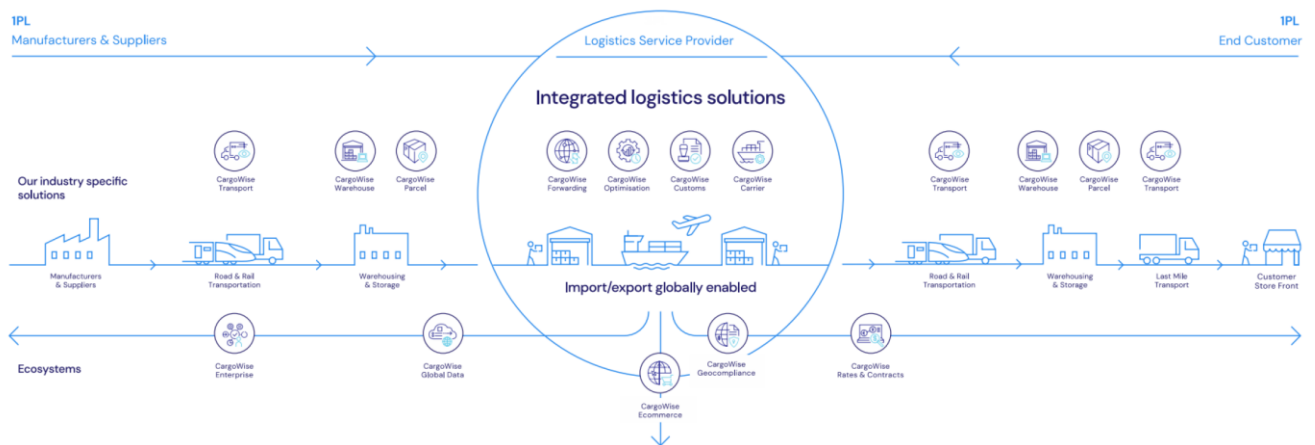 1PL
Manufacturers & Suppliers
Logistics Service Provider
1PL
End Customer
Integrated logistics solutions
Our industry specific
solutions
CargoWise
Transport
CargoWise
Warehouse
CargoWise
Parcel
CargoWise
Forwarding
CargoWise
Optimisation
CargoWise
Customs
CargoWise
Carrier
CargoWise
Transport
CargoWise
Warehouse
CargoWise
Parcel
CargoWise
Transport
Manufacturers
& Suppliers
Road & Rail
Transportation
Warehousing
& Storage
Import/export globally enabled
Road & Rail
Transportation
Warehousing
& Storage
Last Mile
Transport
Customer
Store Front
Ecosystems
CargoWise
Enterprise
CargoWise
Global Data
CargoWise
Ecommerce
CargoWise
Geocompliance
CargoWise
Rates & Contracts